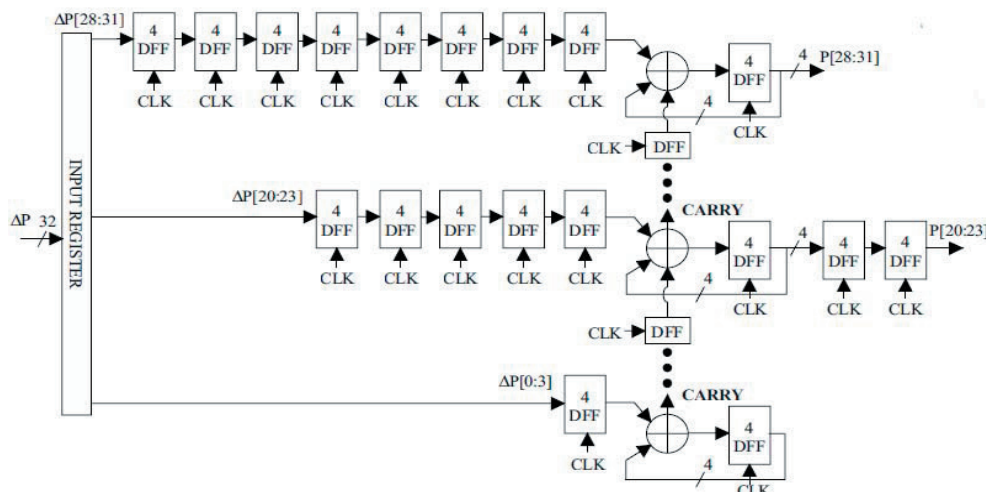 ΔP[28:31]
4 4 4 4 4 4 4 4
DFF DFF DFF DFF DFF DFF DFF DFF
4
DFF
4
P[28:31]
CLK CLK CLK CLK CLK CLK CLK CLK
4
CLK
CLK
DFF
INPUT REGISTER
ΔP 32
ΔP[20:23]
4 4 4 4 4
DFF DFF DFF DFF DFF
CARRY
4
DFF
4
4 4
DFF DFF
P[20:23]
CLK CLK CLK CLK CLK
4
CLK CLK CLK
CLK
DFF
ΔP[0:3]
4
DFF
CARRY
4
DFF
CLK
4
CLK